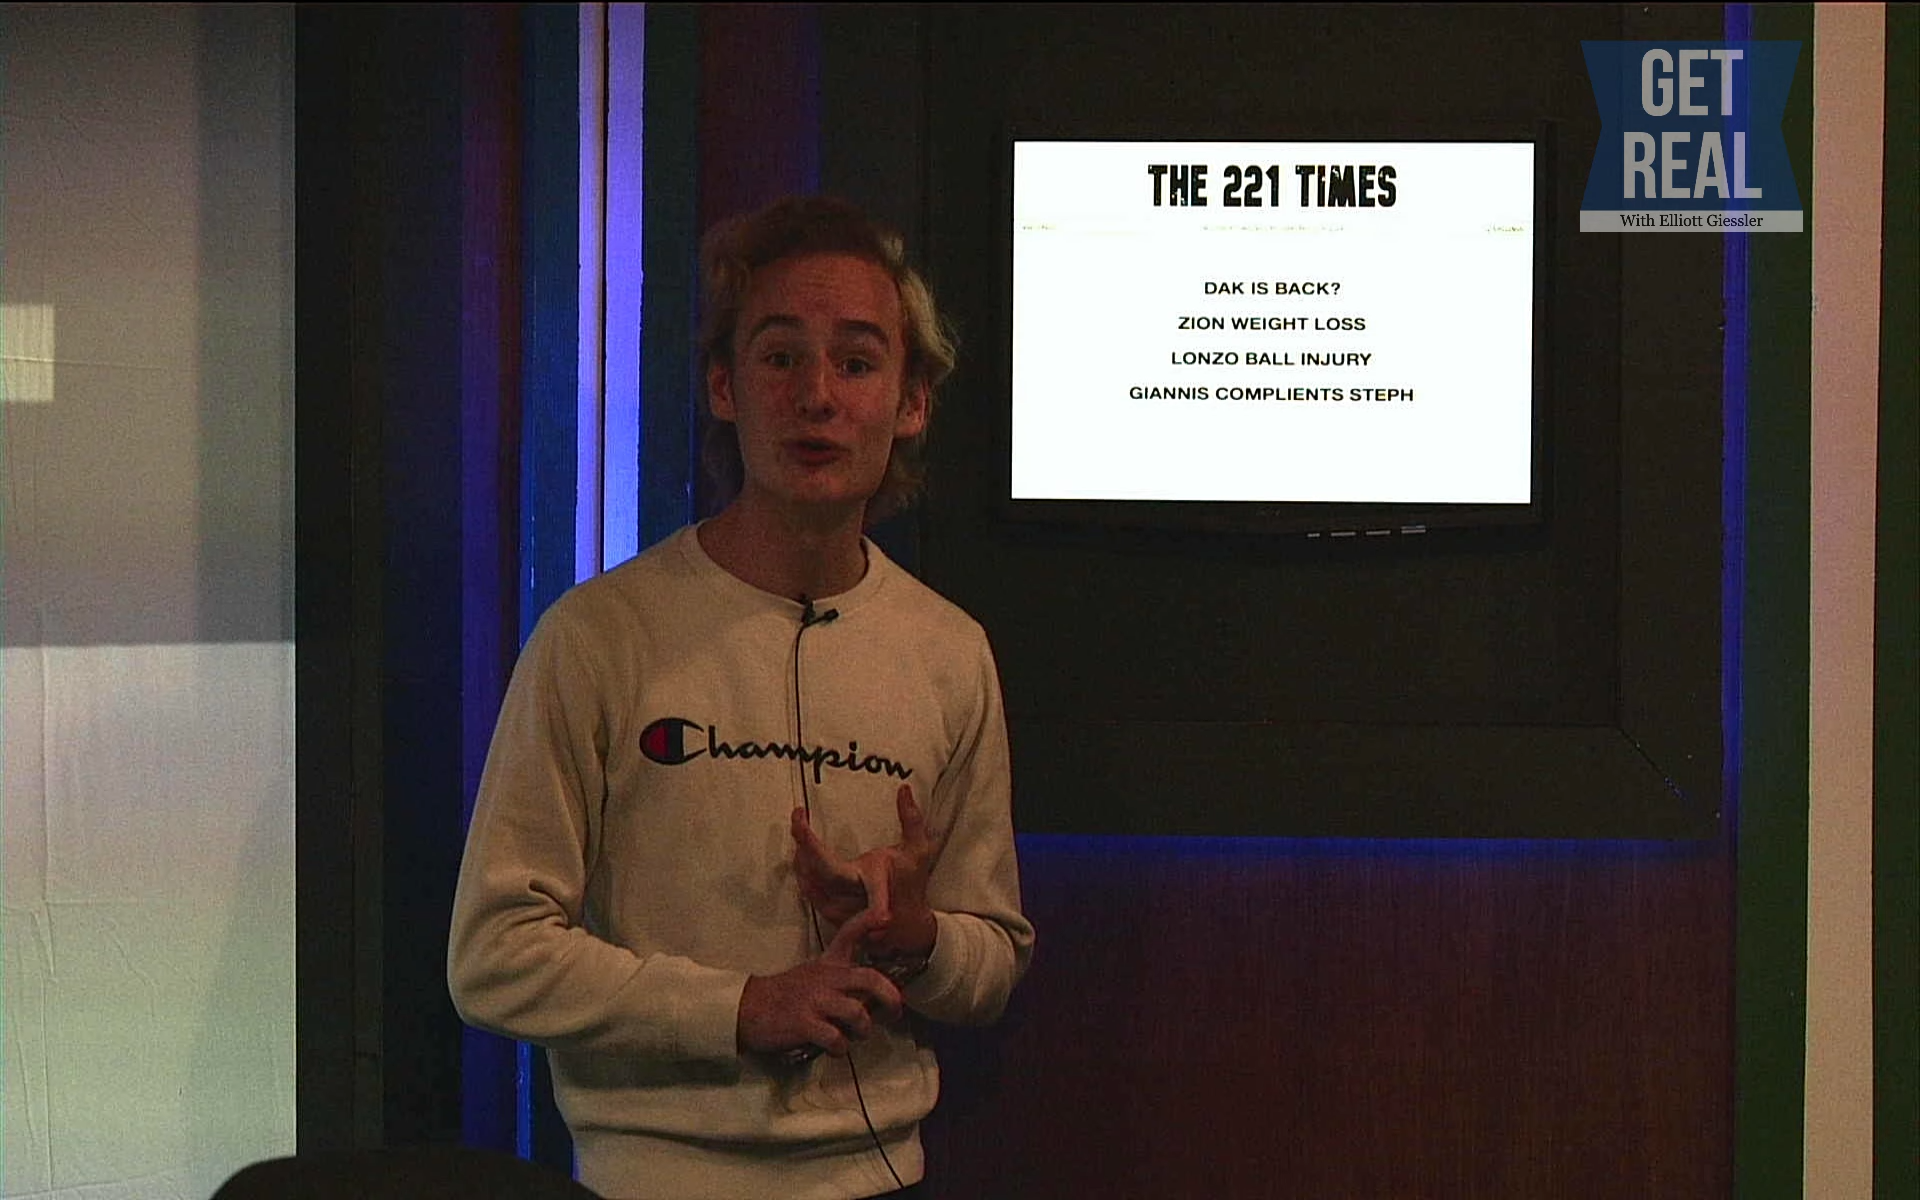 GET
REAL
With Elliott Giessler
THE 221 TIMES
DAK IS BACK?
ZION WEIGHT LOSS
LONZO BALL INJURY
GIANNIS COMPLIENTS STEPH
Champion